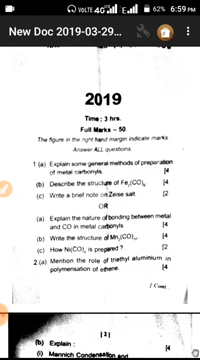 VOLTE 4G 62% 6:59 PM
New Doc 2019-03-29...
2019
Time : 3 hrs.
Full Marks – 50
The figure in the right hand margin indicate marks.
Answer ALL questions.
1 (a) Explain some general methods of preparation
of metal carbonyls. [4
(b) Describe the structure of Fe₂(CO)₉. [4
(c) Write a brief note on Zeise salt. [2
OR
(a) Explain the nature of bonding between metal
and CO in metal carbonyls. [4
(b) Write the structure of Mn₂(CO)₁₀. [4
(c) How Ni(CO)₄ is prepared ? [2
2 (a) Mention the role of triethyl aluminium in
polymerisation of ethene. [4
[ 2 ]
(b) Explain : [4
(i) Mannich Condensation and